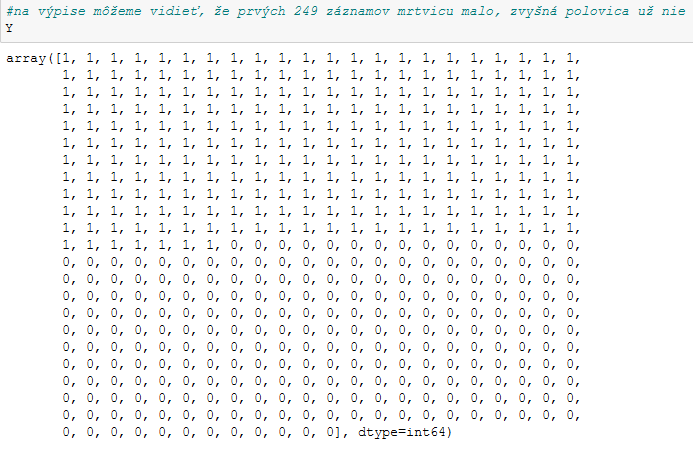 #na výpise môžeme vidieť, že prvých 249 záznamov mrtvicu malo, zvyšná polovica už nie
Y
array([1, 1, 1, 1, 1, 1, 1, 1, 1, 1, 1, 1, 1, 1, 1, 1, 1, 1, 1, 1, 1, 1,
1, 1, 1, 1, 1, 1, 1, 1, 1, 1, 1, 1, 1, 1, 1, 1, 1, 1, 1, 1, 1, 1,
1, 1, 1, 1, 1, 1, 1, 1, 1, 1, 1, 1, 1, 1, 1, 1, 1, 1, 1, 1, 1, 1,
1, 1, 1, 1, 1, 1, 1, 1, 1, 1, 1, 1, 1, 1, 1, 1, 1, 1, 1, 1, 1, 1,
1, 1, 1, 1, 1, 1, 1, 1, 1, 1, 1, 1, 1, 1, 1, 1, 1, 1, 1, 1, 1, 1,
1, 1, 1, 1, 1, 1, 1, 1, 1, 1, 1, 1, 1, 1, 1, 1, 1, 1, 1, 1, 1, 1,
1, 1, 1, 1, 1, 1, 1, 1, 1, 1, 1, 1, 1, 1, 1, 1, 1, 1, 1, 1, 1, 1,
1, 1, 1, 1, 1, 1, 1, 1, 1, 1, 1, 1, 1, 1, 1, 1, 1, 1, 1, 1, 1, 1,
1, 1, 1, 1, 1, 1, 1, 1, 1, 1, 1, 1, 1, 1, 1, 1, 1, 1, 1, 1, 1, 1,
1, 1, 1, 1, 1, 1, 1, 1, 1, 1, 1, 1, 1, 1, 1, 1, 1, 1, 1, 1, 1, 1,
1, 1, 1, 1, 1, 1, 1, 1, 1, 1, 1, 1, 1, 1, 1, 1, 1, 1, 1, 1, 1, 1,
1, 1, 1, 1, 1, 1, 1, 0, 0, 0, 0, 0, 0, 0, 0, 0, 0, 0, 0, 0, 0, 0,
0, 0, 0, 0, 0, 0, 0, 0, 0, 0, 0, 0, 0, 0, 0, 0, 0, 0, 0, 0, 0, 0,
0, 0, 0, 0, 0, 0, 0, 0, 0, 0, 0, 0, 0, 0, 0, 0, 0, 0, 0, 0, 0, 0,
0, 0, 0, 0, 0, 0, 0, 0, 0, 0, 0, 0, 0, 0, 0, 0, 0, 0, 0, 0, 0, 0,
0, 0, 0, 0, 0, 0, 0, 0, 0, 0, 0, 0, 0, 0, 0, 0, 0, 0, 0, 0, 0, 0,
0, 0, 0, 0, 0, 0, 0, 0, 0, 0, 0, 0, 0, 0, 0, 0, 0, 0, 0, 0, 0, 0,
0, 0, 0, 0, 0, 0, 0, 0, 0, 0, 0, 0, 0, 0, 0, 0, 0, 0, 0, 0, 0, 0,
0, 0, 0, 0, 0, 0, 0, 0, 0, 0, 0, 0, 0, 0, 0, 0, 0, 0, 0, 0, 0, 0,
0, 0, 0, 0, 0, 0, 0, 0, 0, 0, 0, 0, 0, 0, 0, 0, 0, 0, 0, 0, 0, 0,
0, 0, 0, 0, 0, 0, 0, 0, 0, 0, 0, 0, 0, 0, 0, 0, 0, 0, 0, 0, 0, 0,
0, 0, 0, 0, 0, 0, 0, 0, 0, 0, 0, 0, 0, 0, 0, 0, 0, 0, 0, 0, 0, 0,
0, 0, 0, 0, 0, 0, 0, 0, 0, 0, 0, 0], dtype=int64)